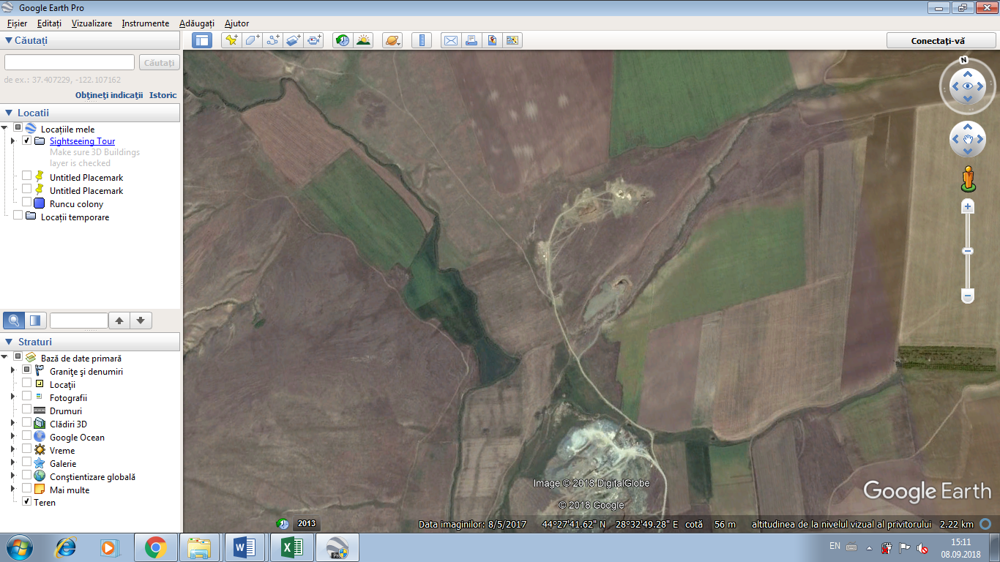 Google Earth Pro
Fișier Editați Vizualizare Instrumente Adăugați Ajutor
Căutați
Conectați-vă
Căutați
de ex.: 37.407229, -122.107162
Obțineți indicații Istoric
Locatii
Locațiile mele
Sightseeing Tour
Make sure 3D Buildings
layer is checked
Untitled Placemark
Untitled Placemark
Runcu colony
Locații temporare
Straturi
Bază de date primară
Graniţe şi denumiri
Locaţii
Fotografii
Drumuri
Clădiri 3D
Google Ocean
Vreme
Galerie
Conştientizare globală
Mai multe
Teren
N
Image © 2018 DigitalGlobe
© 2018 Google
Google Earth
2013
Data imaginilor: 8/5/2017 44°27'41.62" N 28°32'49.28" E cotă 56 m altitudinea de la nivelul vizual al privitorului 2.22 km
EN
15:11
08.09.2018